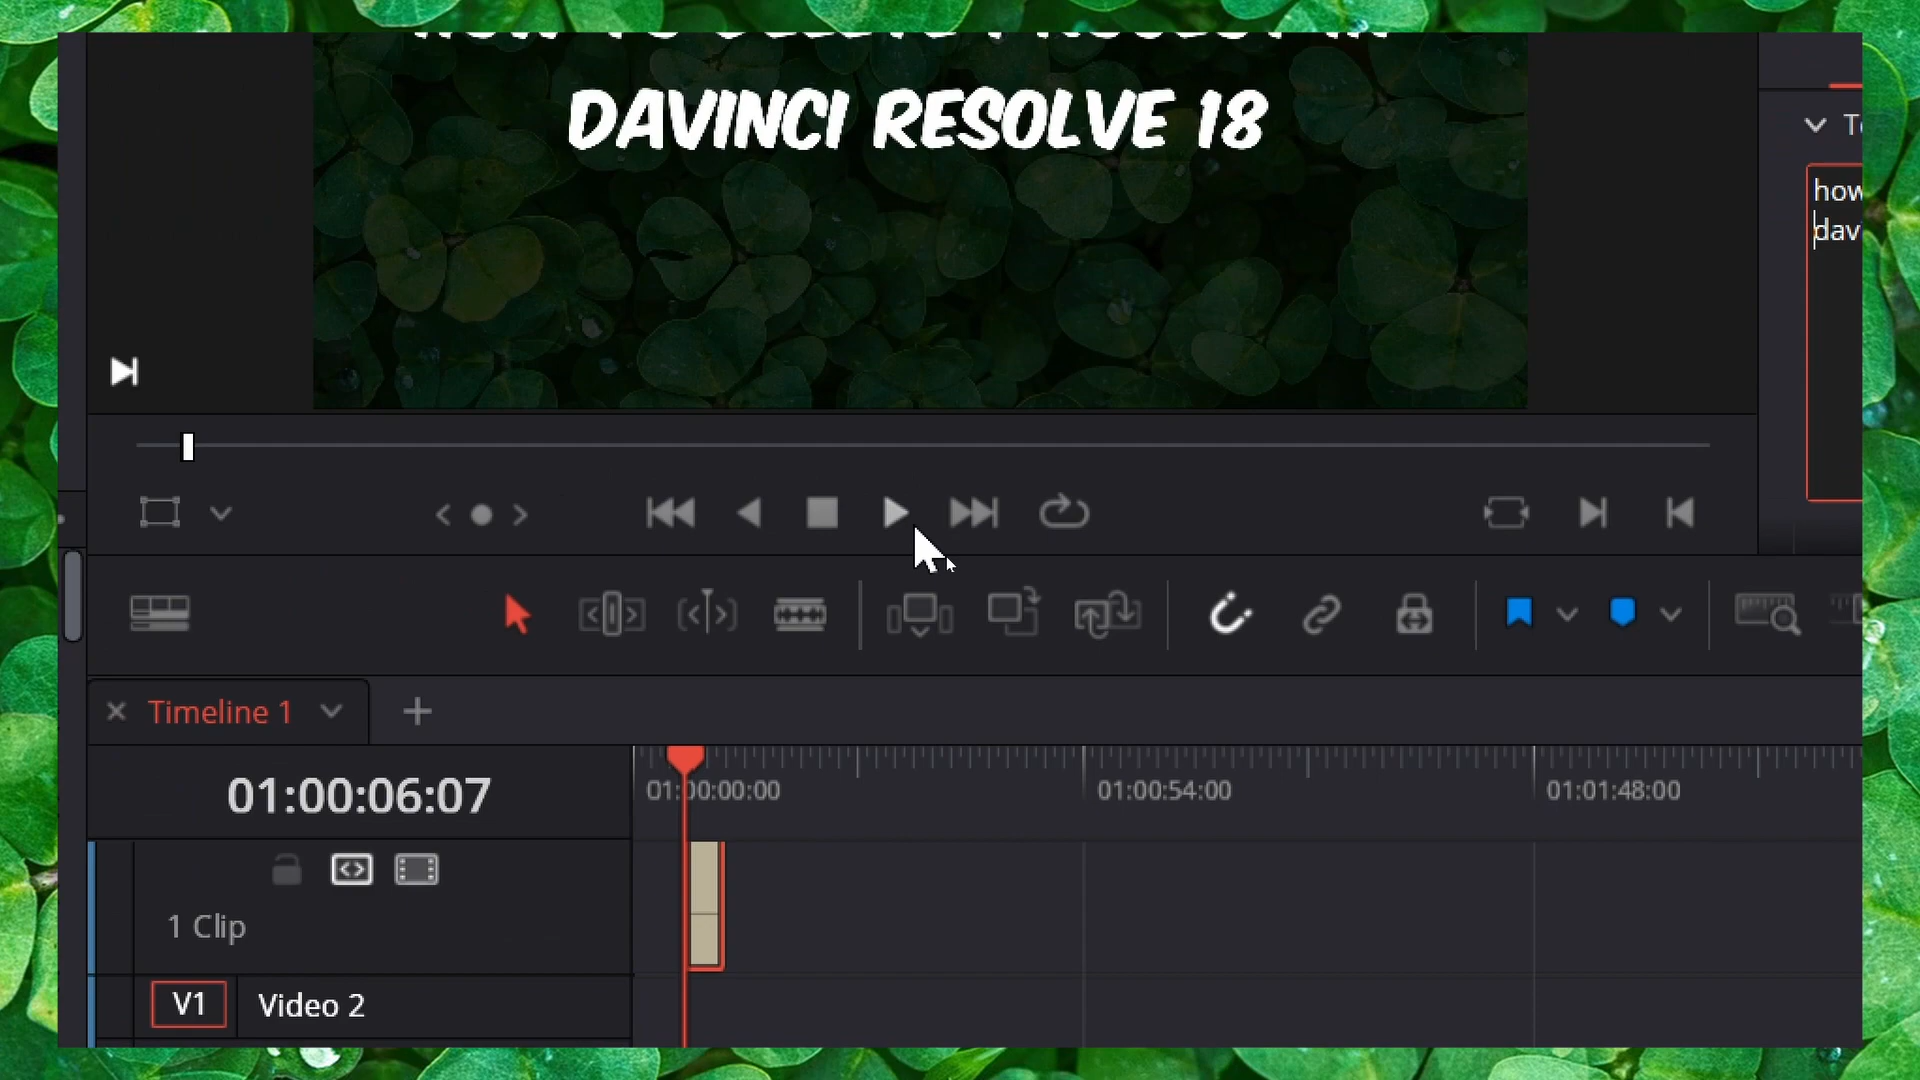 DAVINCI RESOLVE 18
how
dav
Timeline 1
01:00:06:07
01:00:00:00
01:00:54:00
01:01:48:00
1 Clip
V1
Video 2